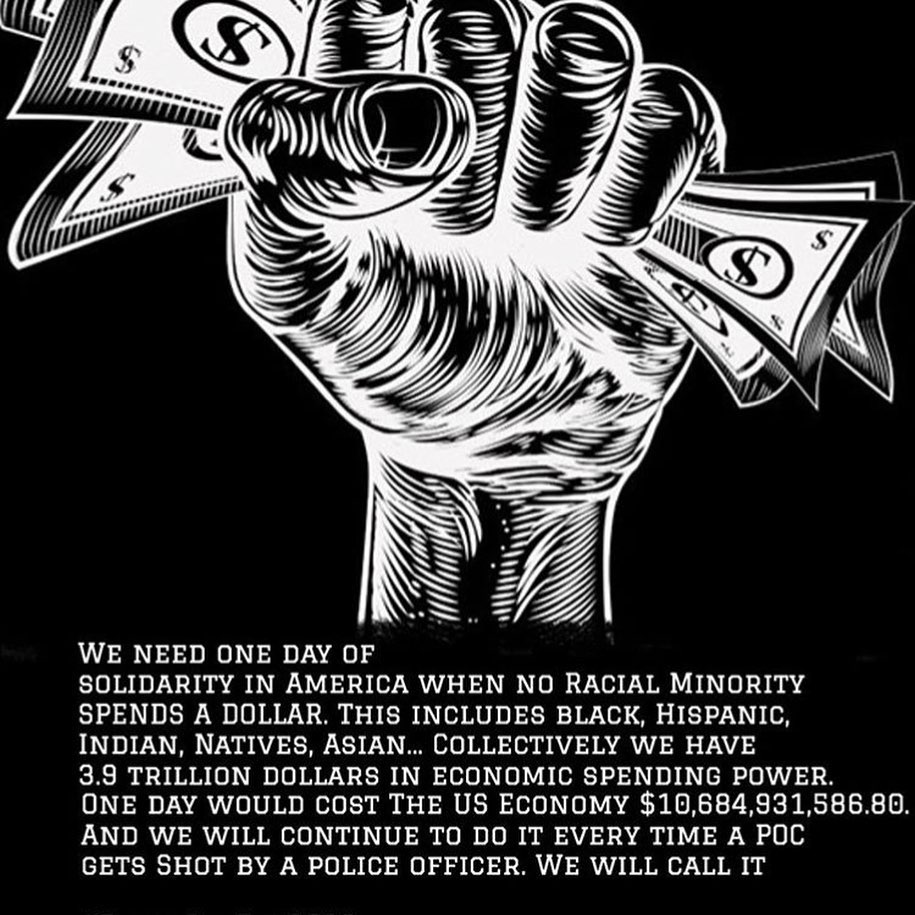 We need one day of
solidarity in America when no Racial Minority
SPENDS A DOLLAR. This includes black, Hispanic,
Indian, Natives, Asian... Collectively we have
3.9 trillion dollars in economic spending power.
One day would cost The US Economy $10,684,931,586.80.
And we will continue to do it every time a POC
gets Shot by a police officer. We will call it